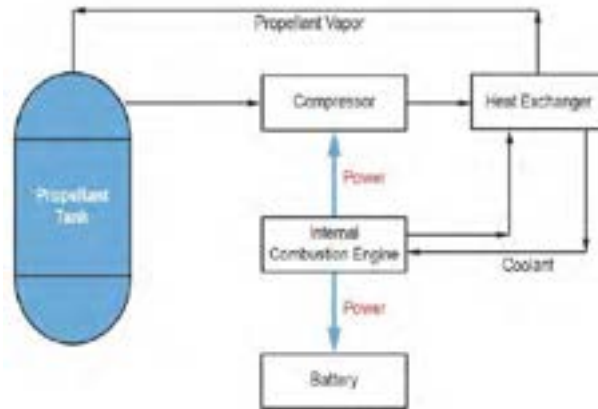 Propellant Vapor
Compressor
Heat Exchanger
Propellant
Tank
Power
Internal
Combustion Engine
Coolant
Power
Battery